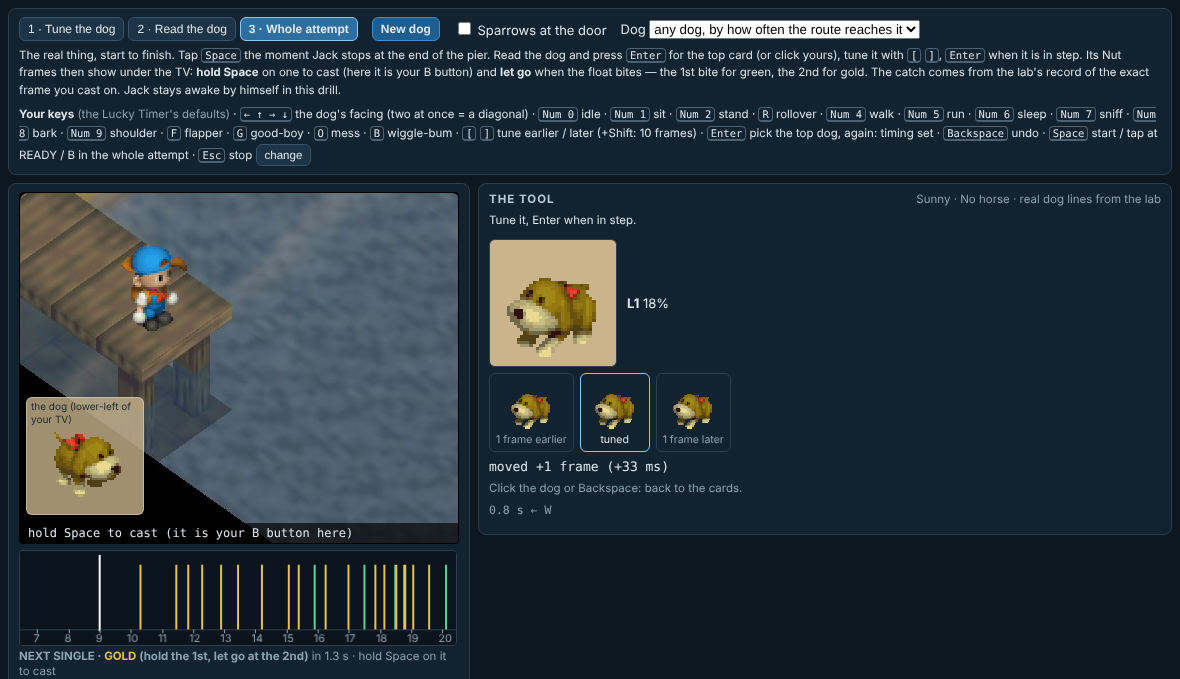 1 · Tune the dog 2 · Read the dog 3 · Whole attempt New dog Sparrows at the door Dog any dog, by how often the route reaches it
The real thing, start to finish. Tap Space the moment Jack stops at the end of the pier. Read the dog and press Enter for the top card (or click yours), tune it with [ ], Enter when it is in step. Its Nut
frames then show under the TV: hold Space on one to cast (here it is your B button) and let go when the float bites — the 1st bite for green, the 2nd for gold. The catch comes from the lab's record of the exact
frame you cast on. Jack stays awake by himself in this drill.
Your keys (the Lucky Timer's defaults) · ← ↑ → ↓ the dog's facing (two at once = a diagonal) · Num 0 idle · Num 1 sit · Num 2 stand · R rollover · Num 4 walk · Num 5 run · Num 6 sleep · Num 7 sniff · Num
8 bark · Num 9 shoulder · F flapper · G good-boy · O mess · B wiggle-bum · [ ] tune earlier / later (+Shift: 10 frames) · Enter pick the top dog, again: timing set · Backspace undo · Space start / tap at
READY / B in the whole attempt · Esc stop change
the dog (lower-left of
your TV)
hold Space to cast (it is your B button here)
7 8 9 10 11 12 13 14 15 16 17 18 19 20
NEXT SINGLE · GOLD (hold the 1st, let go at the 2nd) in 1.3 s · hold Space on it
to cast
THE TOOL Sunny · No horse · real dog lines from the lab
Tune it, Enter when in step.
L1 18%
1 frame earlier tuned 1 frame later
moved +1 frame (+33 ms)
Click the dog or Backspace: back to the cards.
0.8 s ← W